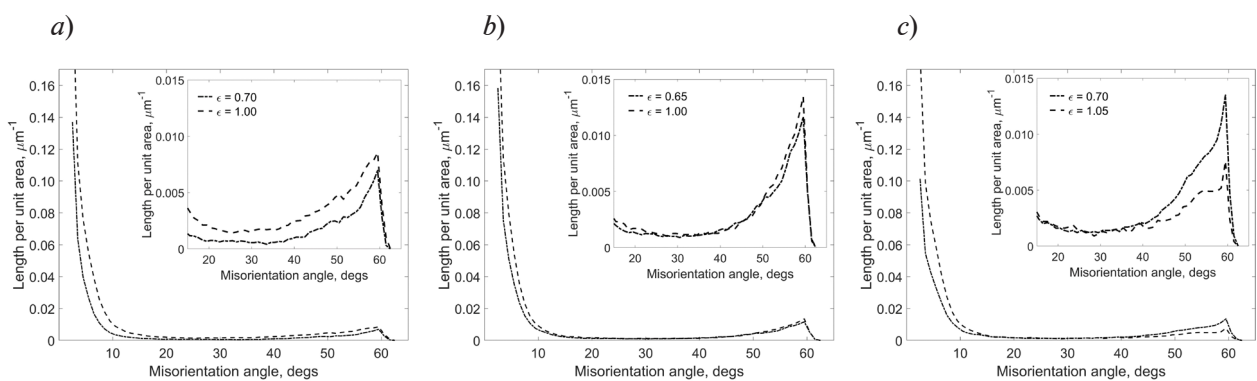 a)
Length per unit area, μm⁻¹
0.16
0.14
0.12
0.10
0.08
0.06
0.04
0.02
0
10 20 30 40 50 60
Misorientation angle, degs
Length per unit area, μm⁻¹
0.015
0.010
0.005
0
20 30 40 50 60
Misorientation angle, degs
ϵ = 0.70
ϵ = 1.00
b)
Length per unit area, μm⁻¹
0.16
0.14
0.12
0.10
0.08
0.06
0.04
0.02
0
10 20 30 40 50 60
Misorientation angle, degs
Length per unit area, μm⁻¹
0.015
0.010
0.005
0
20 30 40 50 60
Misorientation angle, degs
ϵ = 0.65
ϵ = 1.00
c)
Length per unit area, μm⁻¹
0.16
0.14
0.12
0.10
0.08
0.06
0.04
0.02
0
10 20 30 40 50 60
Misorientation angle, degs
Length per unit area, μm⁻¹
0.015
0.010
0.005
0
20 30 40 50 60
Misorientation angle, degs
ϵ = 0.70
ϵ = 1.05